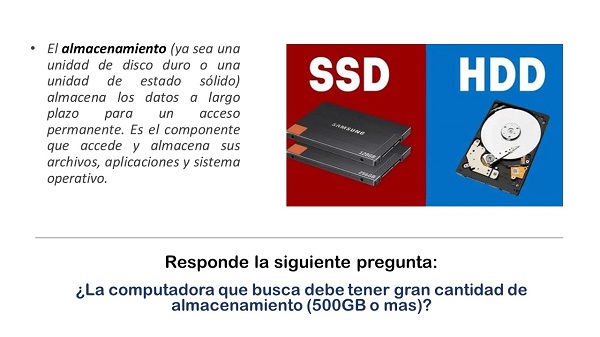 • El almacenamiento (ya sea una
unidad de disco duro o una
unidad de estado sólido)
almacena los datos a largo
plazo para un acceso
permanente. Es el componente
que accede y almacena sus
archivos, aplicaciones y sistema
operativo.
SSD
HDD
SAMSUNG
128GB
256GB
Responde la siguiente pregunta:
¿La computadora que busca debe tener gran cantidad de
almacenamiento (500GB o mas)?